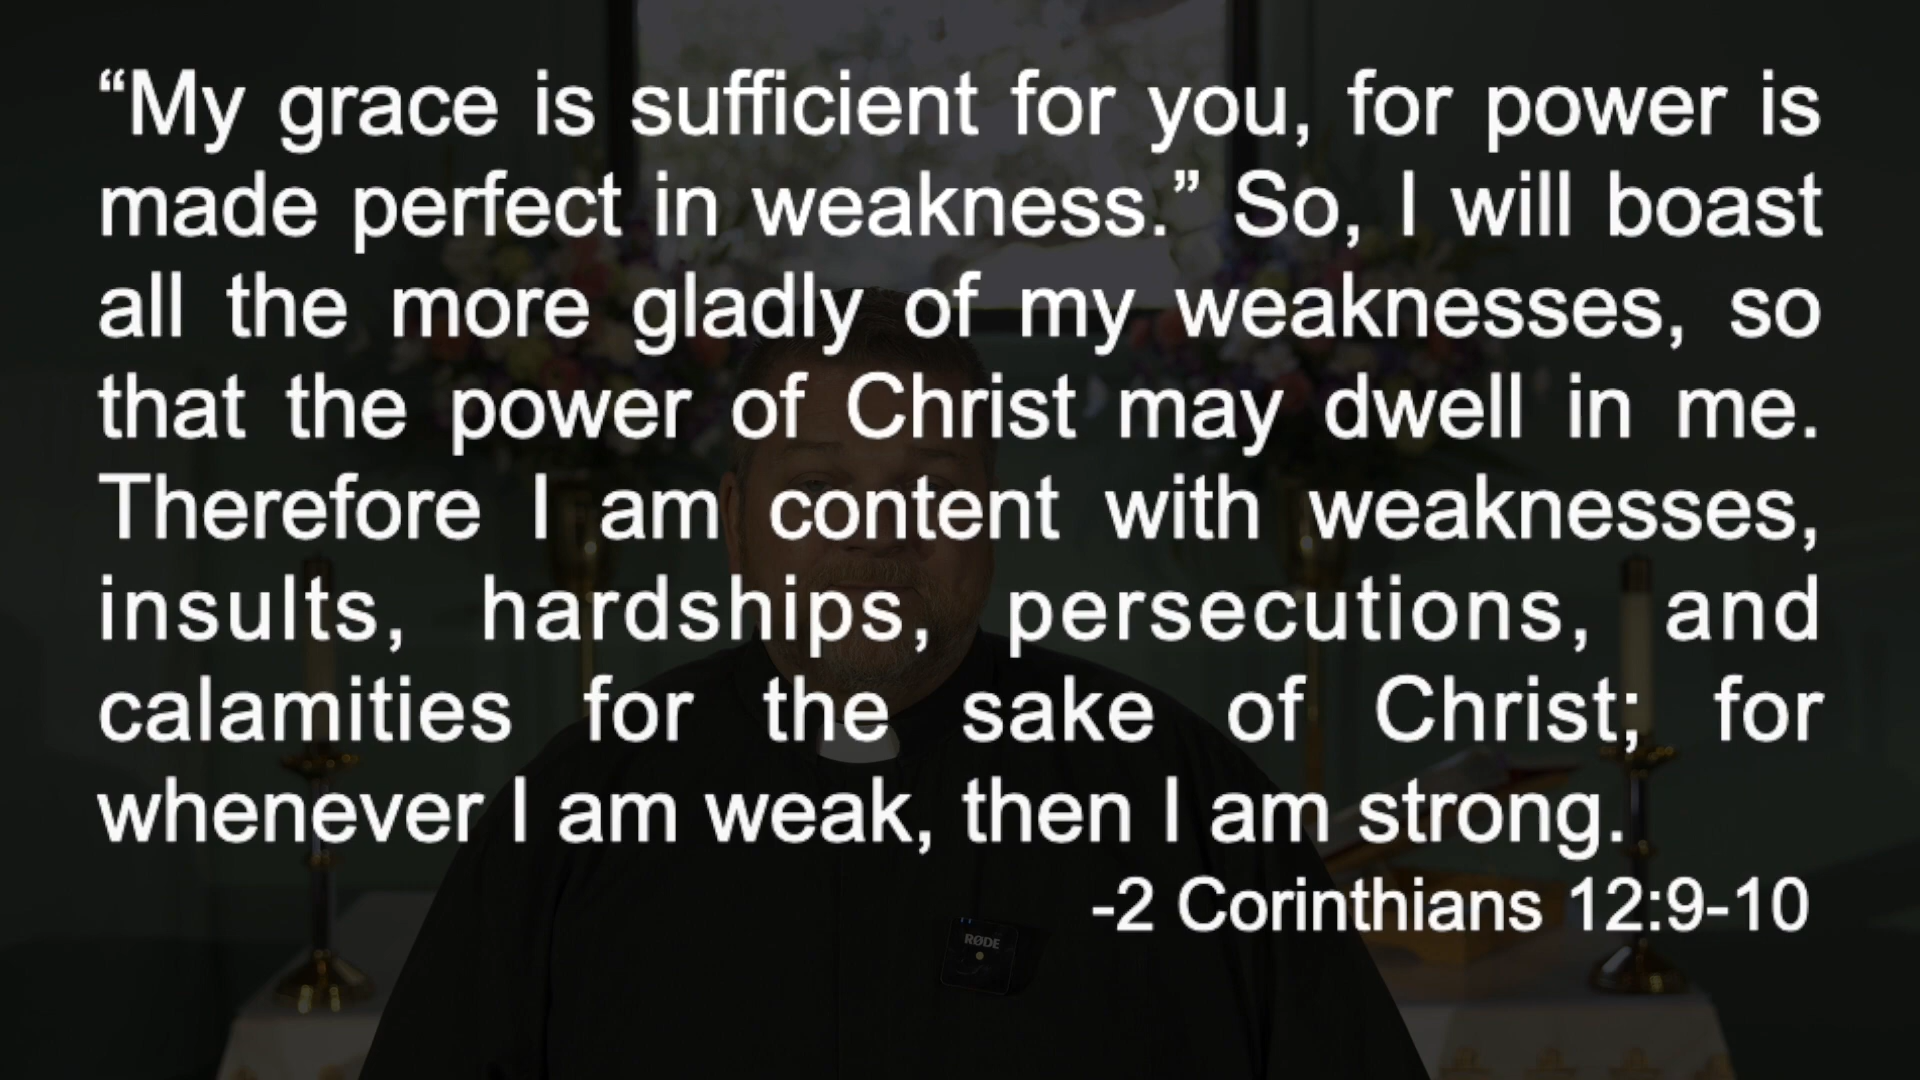 “My grace is sufficient for you, for power is
made perfect in weakness.” So, I will boast
all the more gladly of my weaknesses, so
that the power of Christ may dwell in me.
Therefore I am content with weaknesses,
insults, hardships, persecutions, and
calamities for the sake of Christ; for
whenever I am weak, then I am strong.
-2 Corinthians 12:9-10
RØDE